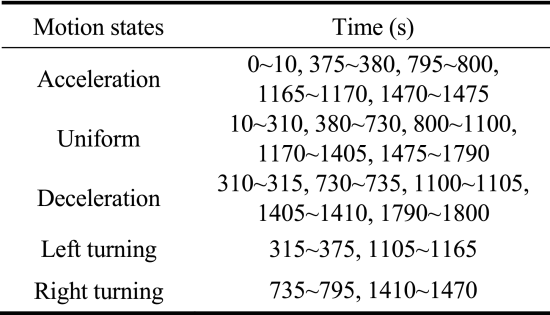 Motion states Time (s)
Acceleration 0~10, 375~380, 795~800,
1165~1170, 1470~1475
Uniform 10~310, 380~730, 800~1100,
1170~1405, 1475~1790
Deceleration 310~315, 730~735, 1100~1105,
1405~1410, 1790~1800
Left turning 315~375, 1105~1165
Right turning 735~795, 1410~1470